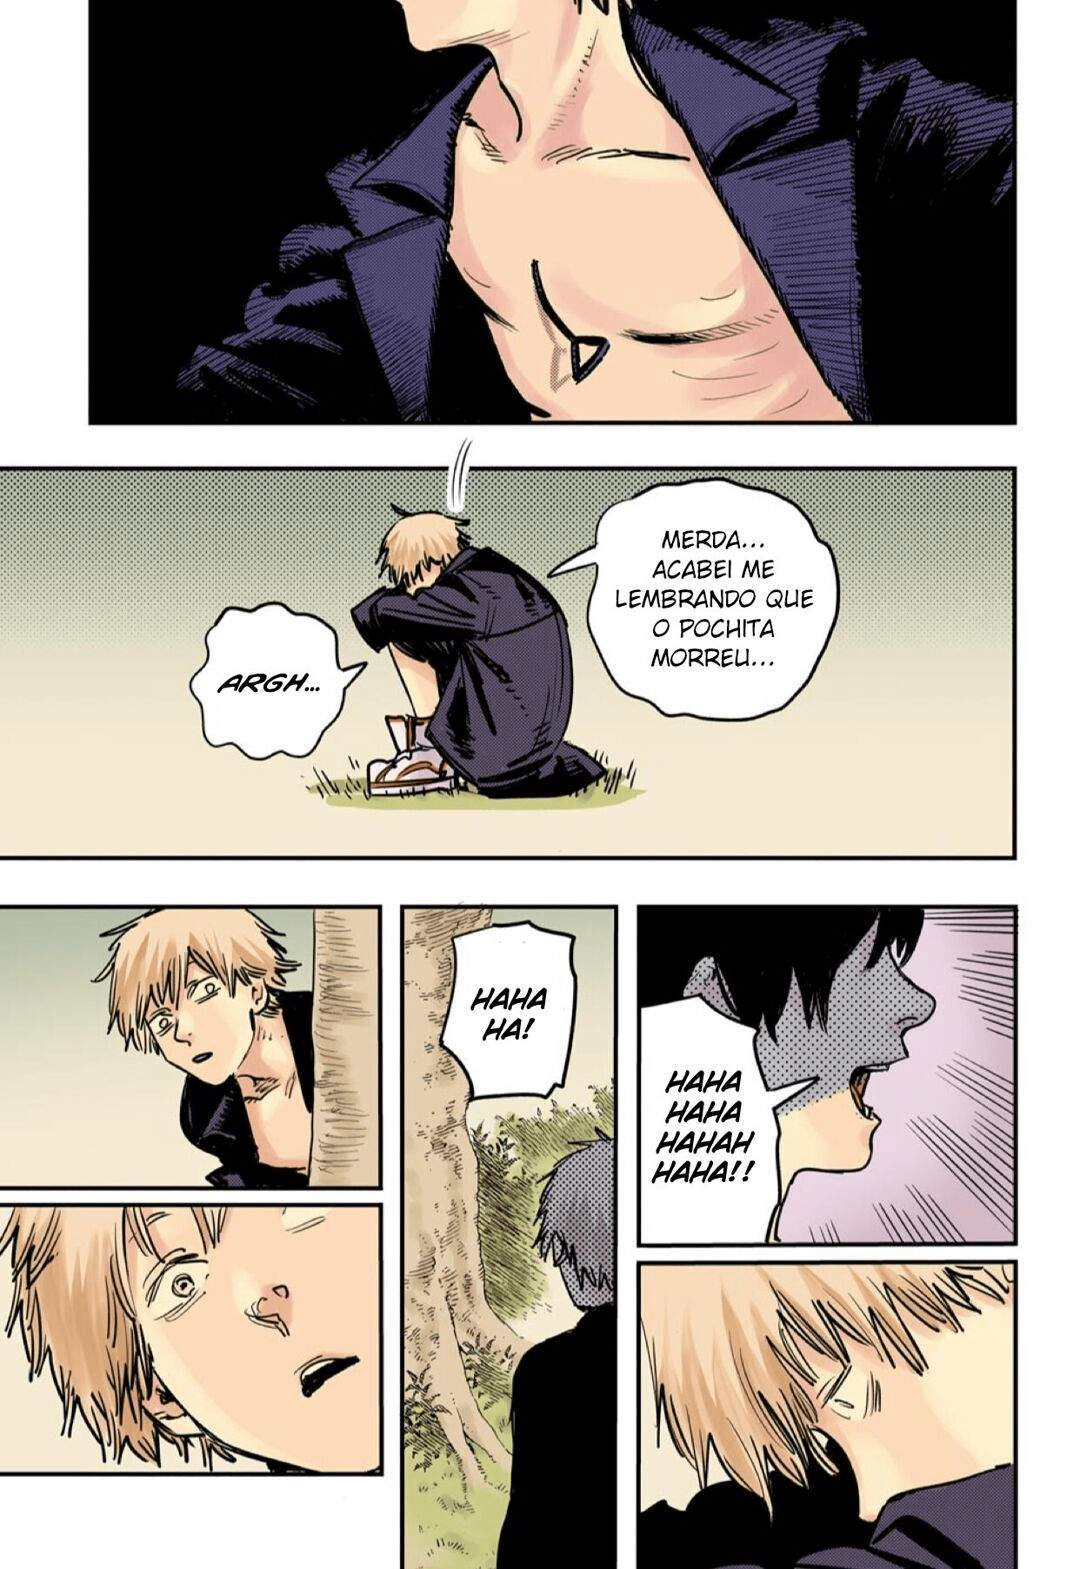 MERDA...
ACABEI ME
LEMBRANDO QUE
O POCHITA
MORREU...
ARGH...
HAHA
HAHA
HAHAH
HAHA!!
HAHA
HA!